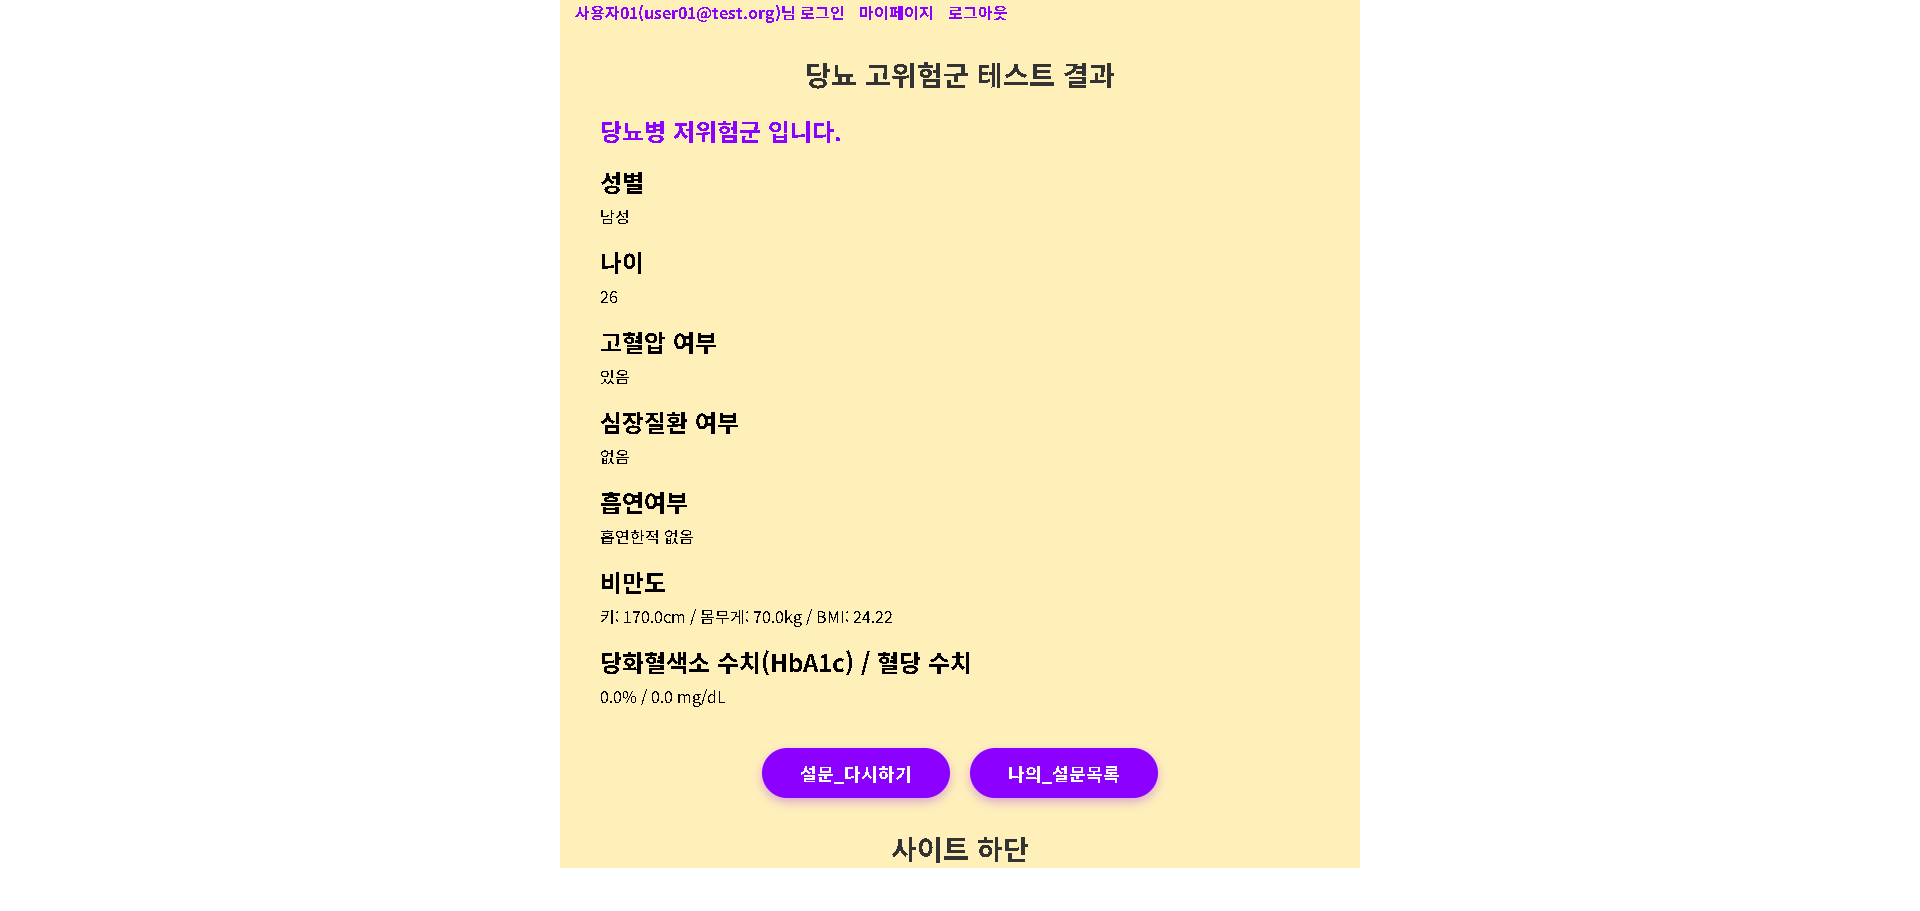 사용자01(user01@test.org)님 로그인 마이페이지 로그아웃
당뇨 고위험군 테스트 결과
당뇨병 저위험군 입니다.
성별
남성
나이
26
고혈압 여부
있음
심장질환 여부
없음
흡연여부
흡연한적 없음
비만도
키: 170.0cm / 몸무게: 70.0kg / BMI: 24.22
당화혈색소 수치(HbA1c) / 혈당 수치
0.0% / 0.0 mg/dL
설문_다시하기 나의_설문목록
사이트 하단